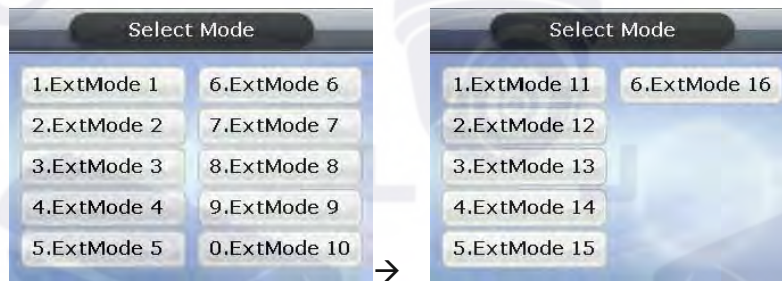 Select Mode
1.ExtMode 1
2.ExtMode 2
3.ExtMode 3
4.ExtMode 4
5.ExtMode 5
6.ExtMode 6
7.ExtMode 7
8.ExtMode 8
9.ExtMode 9
0.ExtMode 10
→
Select Mode
1.ExtMode 11
2.ExtMode 12
3.ExtMode 13
4.ExtMode 14
5.ExtMode 15
6.ExtMode 16